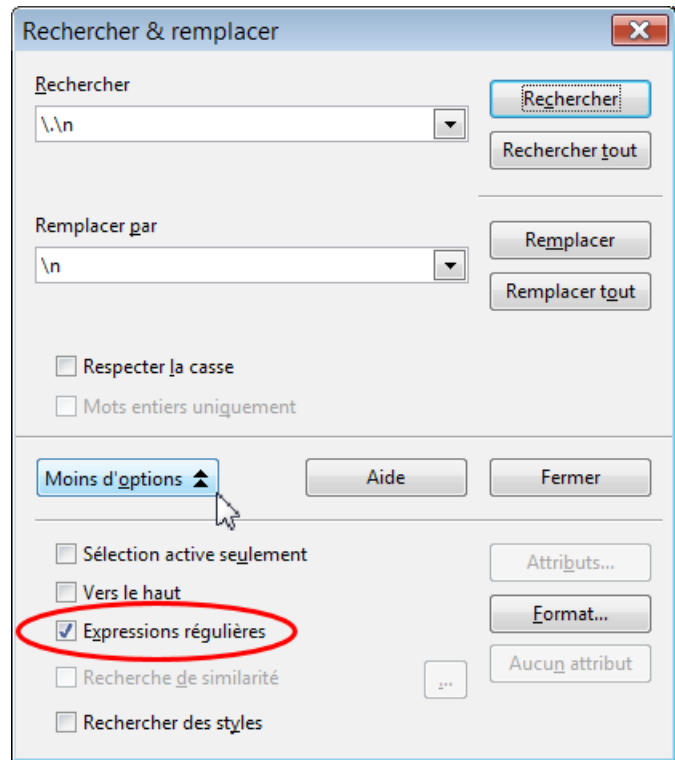 Rechercher & remplacer
Rechercher
\.\n
Rechercher
Rechercher tout
Remplacer par
\n
Remplacer
Remplacer tout
Respecter la casse
Mots entiers uniquement
Moins d'options
Aide
Fermer
Sélection active seulement
Attributs...
Vers le haut
Format...
Expressions régulières
Aucun attribut
Recherche de similarité
...
Rechercher des styles